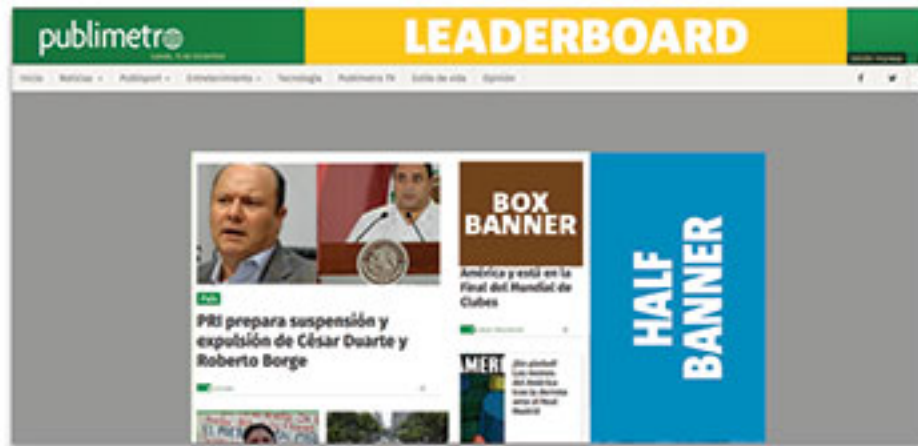 publimetro
LEADERBOARD
Inicio Noticias Publisport Entretenimiento Tecnología Publimetro TV Estilo de vida Opinión
BOX
BANNER
América y está en la
Final del Mundial de
Clubes
País
PRI prepara suspensión y
expulsión de César Duarte y
Roberto Borge
HALF
BANNER
AMERI
¡Sin piedad!
Los memes
del América
tras la derrota
ante el Real
Madrid